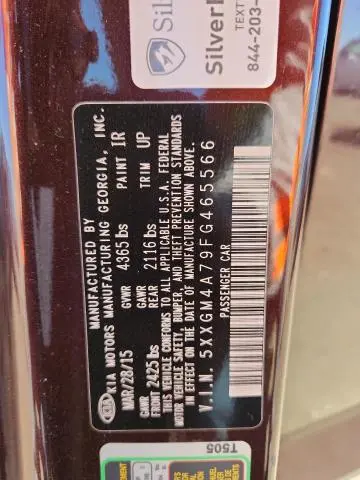 MANUFACTURED BY
KIA MOTORS MANUFACTURING GEORGIA, INC.
MAR/28/15 GVWR 4365 lbs PAINT IR
GAWR FRONT 2425 lbs GAWR REAR 2116 lbs TRIM UP
THIS VEHICLE CONFORMS TO ALL APPLICABLE U.S.A. FEDERAL
MOTOR VEHICLE SAFETY, BUMPER, AND THEFT PREVENTION STANDARDS
IN EFFECT ON THE DATE OF MANUFACTURE SHOWN ABOVE.
V.I.N. 5XXGM4A79FG465566
PASSENGER CAR
KIA
TEXT
844-203-
T505